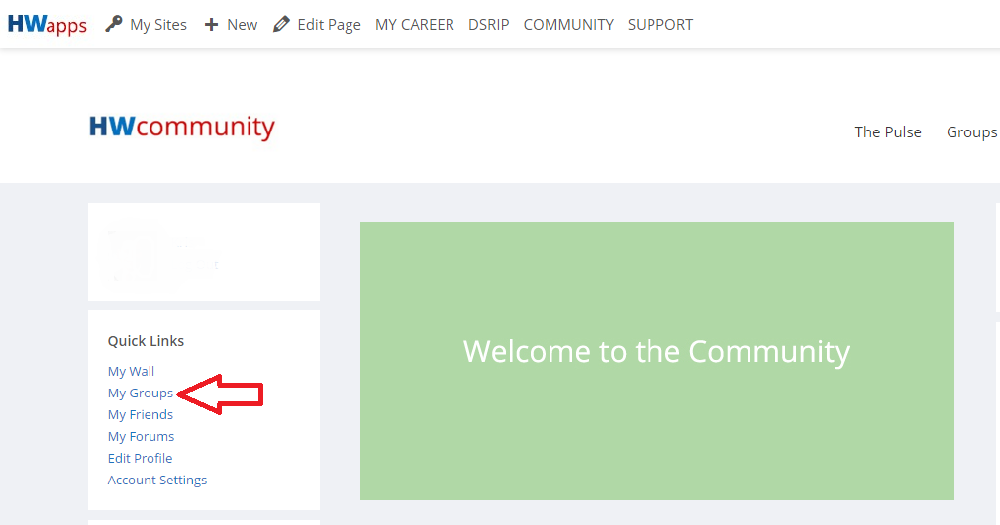 HWapps My Sites New Edit Page MY CAREER DSRIP COMMUNITY SUPPORT
HWcommunity
The Pulse Groups
Welcome to the Community
Quick Links
My Wall
My Groups
My Friends
My Forums
Edit Profile
Account Settings